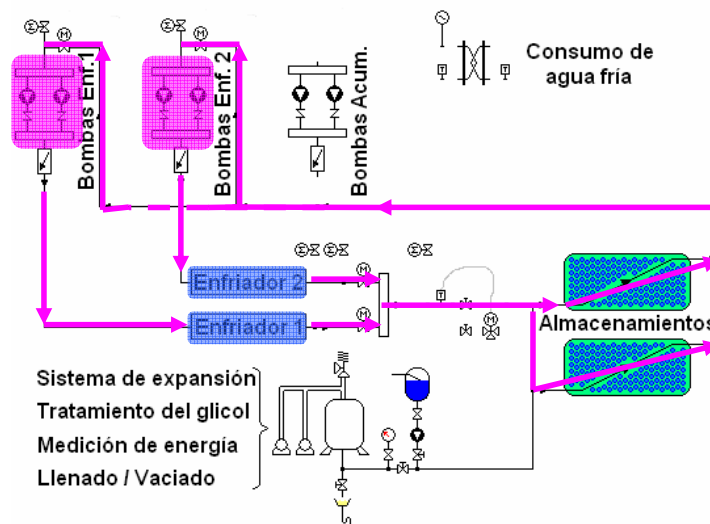 Bombas Enf.1
Bombas Enf. 2
Bombas Acum.
Consumo de
agua fría
Σ
M
Σ
M
T
T
Σ Σ
Σ
Enfriador 2
M
T
M
Enfriador 1
M
Almacenamientos
Sistema de expansión
Tratamiento del glicol
Medición de energía
Llenado / Vaciado
S